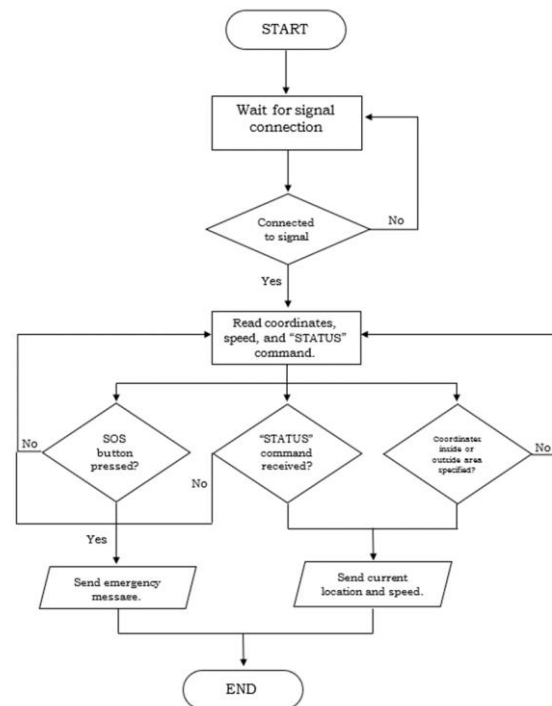 START
Wait for signal
connection
Connected
to signal
No
Yes
Read coordinates,
speed, and “STATUS”
command.
No
SOS
button
pressed?
No
“STATUS”
command
received?
Coordinates
inside or
outside area
specified?
No
Yes
Send emergency
message.
Send current
location and speed.
END